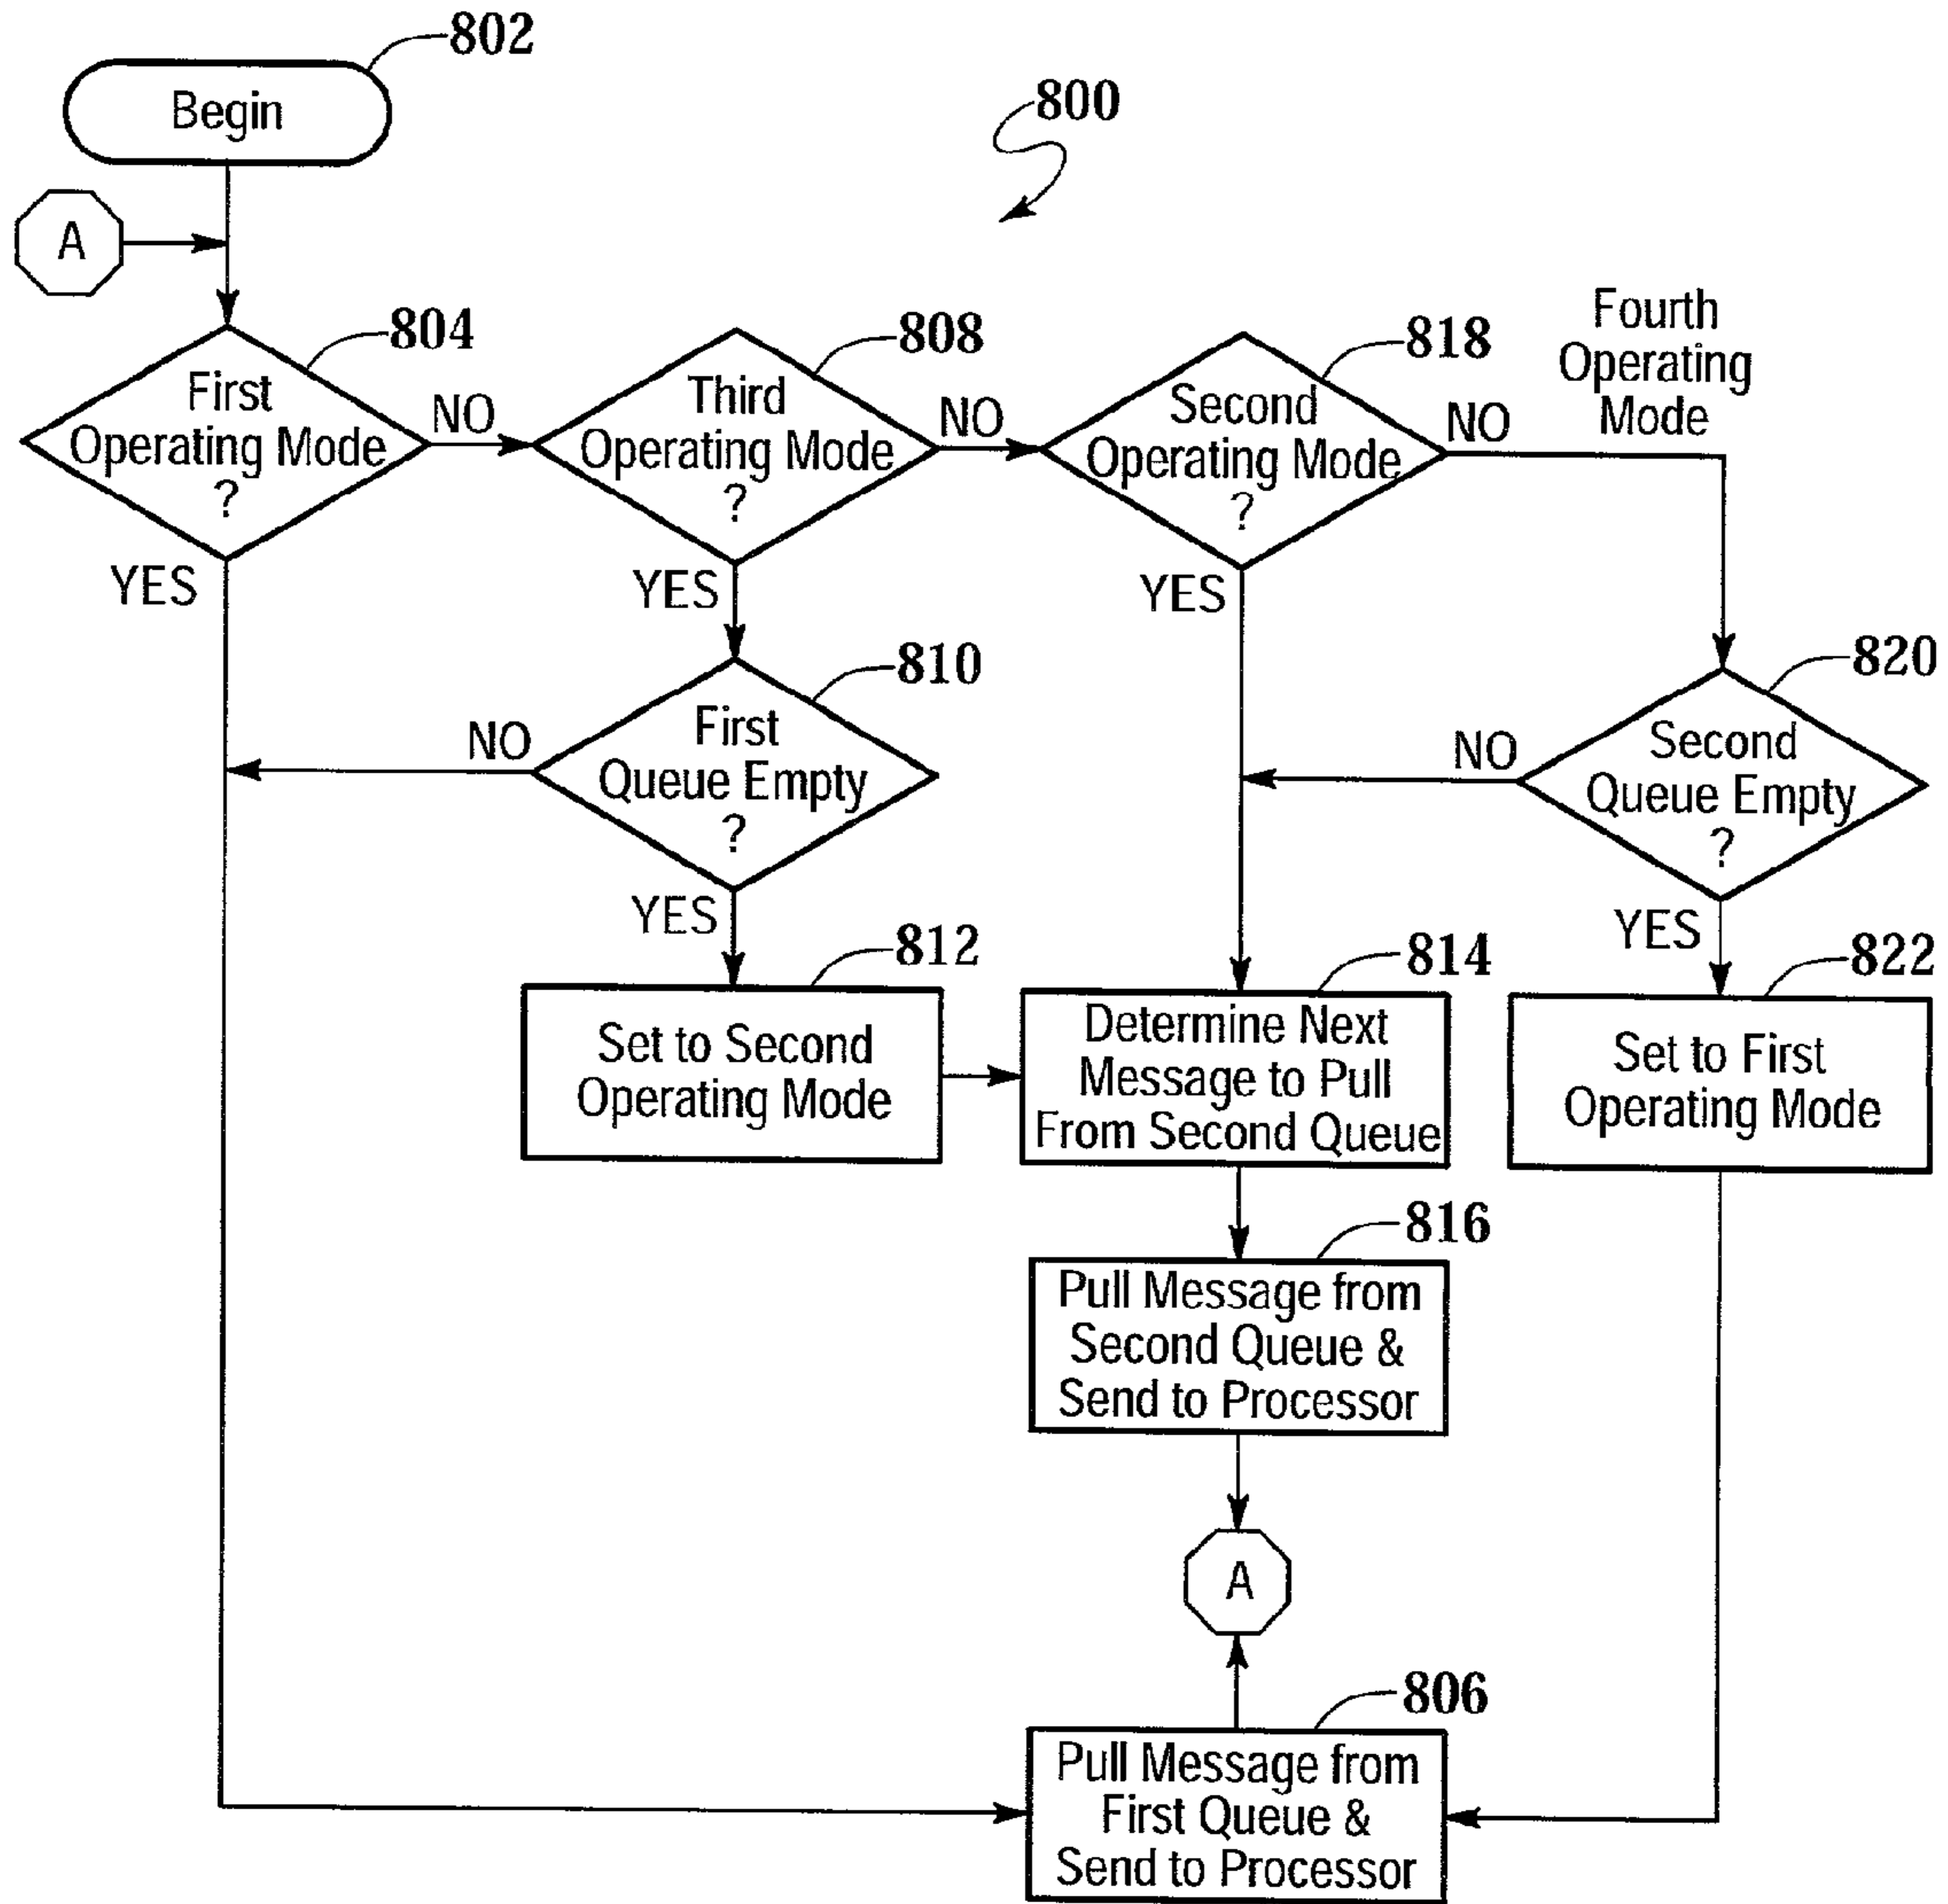 802
Begin
800
A
804
First
Operating Mode
?
NO
YES
808
Third
Operating Mode
?
NO
YES
818
Second
Operating Mode
?
NO
YES
Fourth
Operating
Mode
810
First
Queue Empty
?
NO
YES
820
Second
Queue Empty
?
NO
YES
812
Set to Second
Operating Mode
814
Determine Next
Message to Pull
From Second Queue
822
Set to First
Operating Mode
816
Pull Message from
Second Queue &
Send to Processor
A
806
Pull Message from
First Queue &
Send to Processor